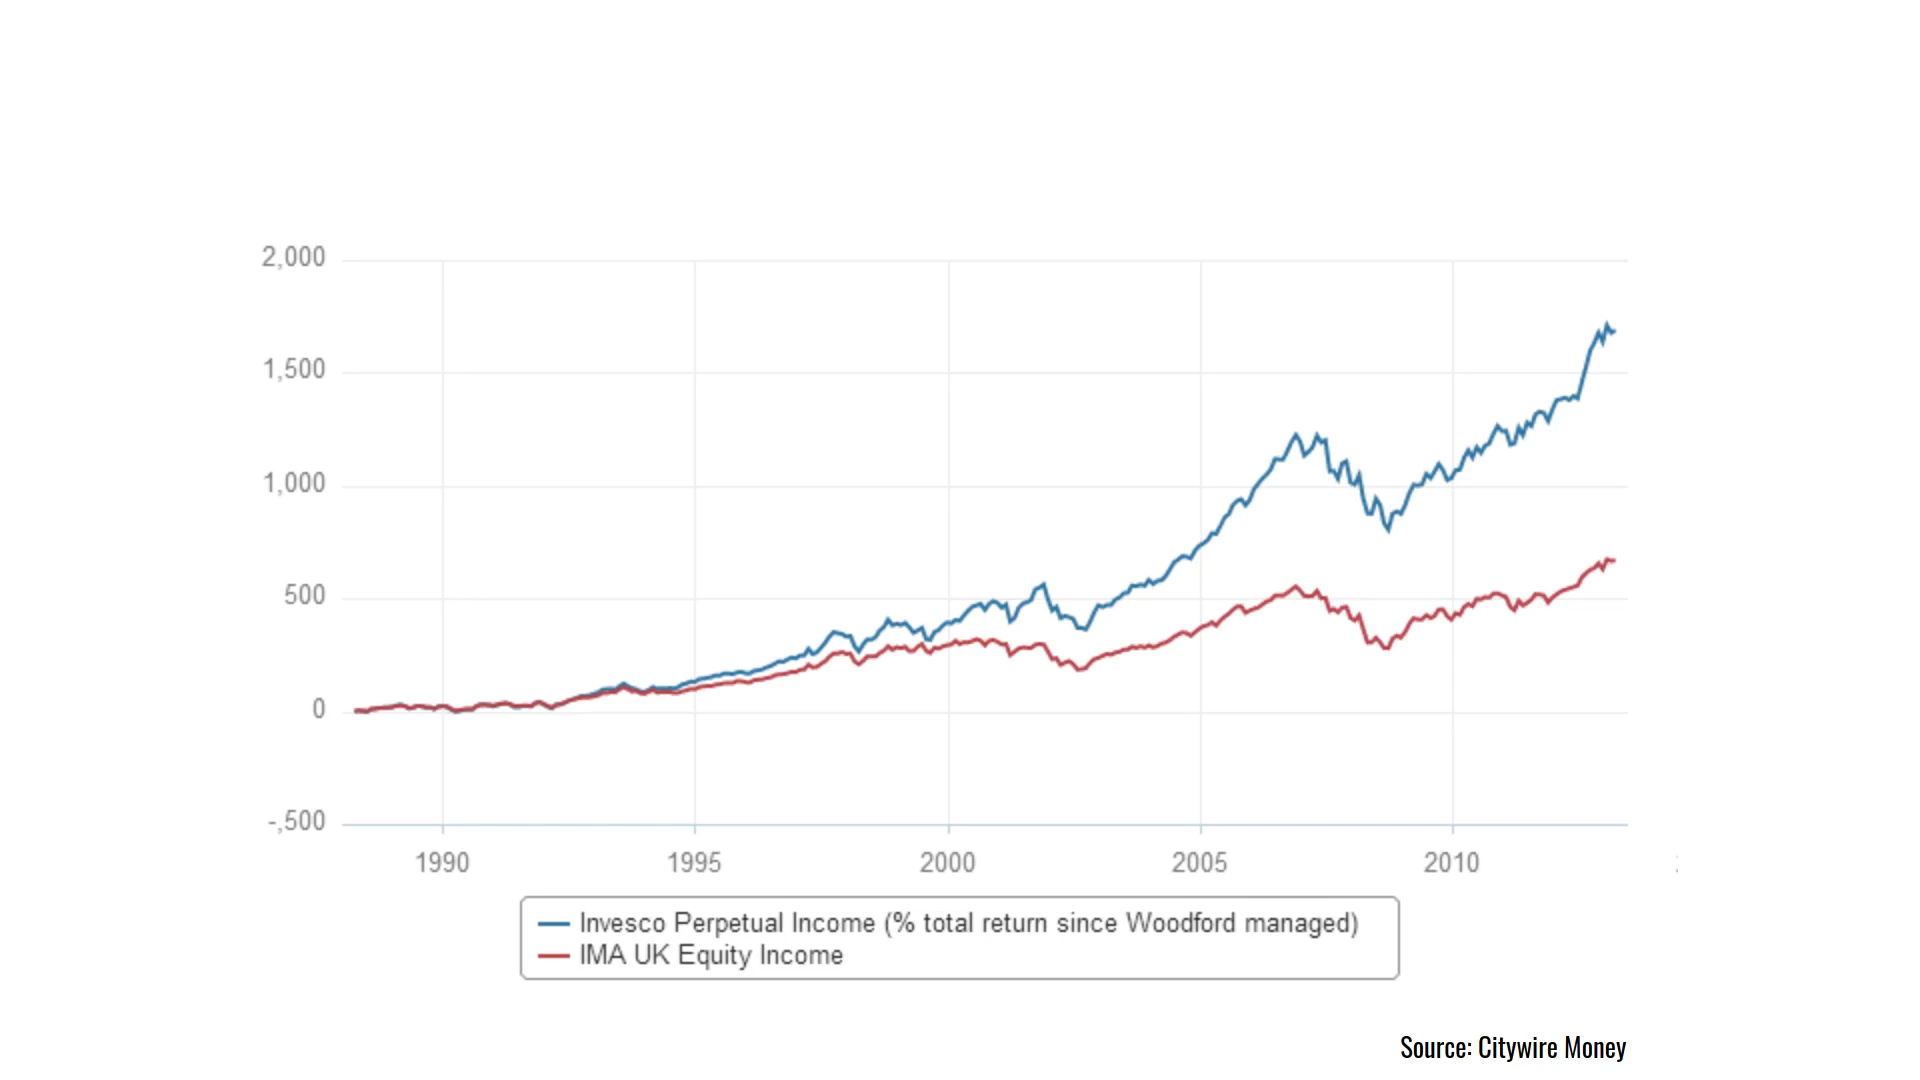 2,000
1,500
1,000
500
0
-,500
1990 1995 2000 2005 2010
Invesco Perpetual Income (% total return since Woodford managed)
IMA UK Equity Income
Source: Citywire Money